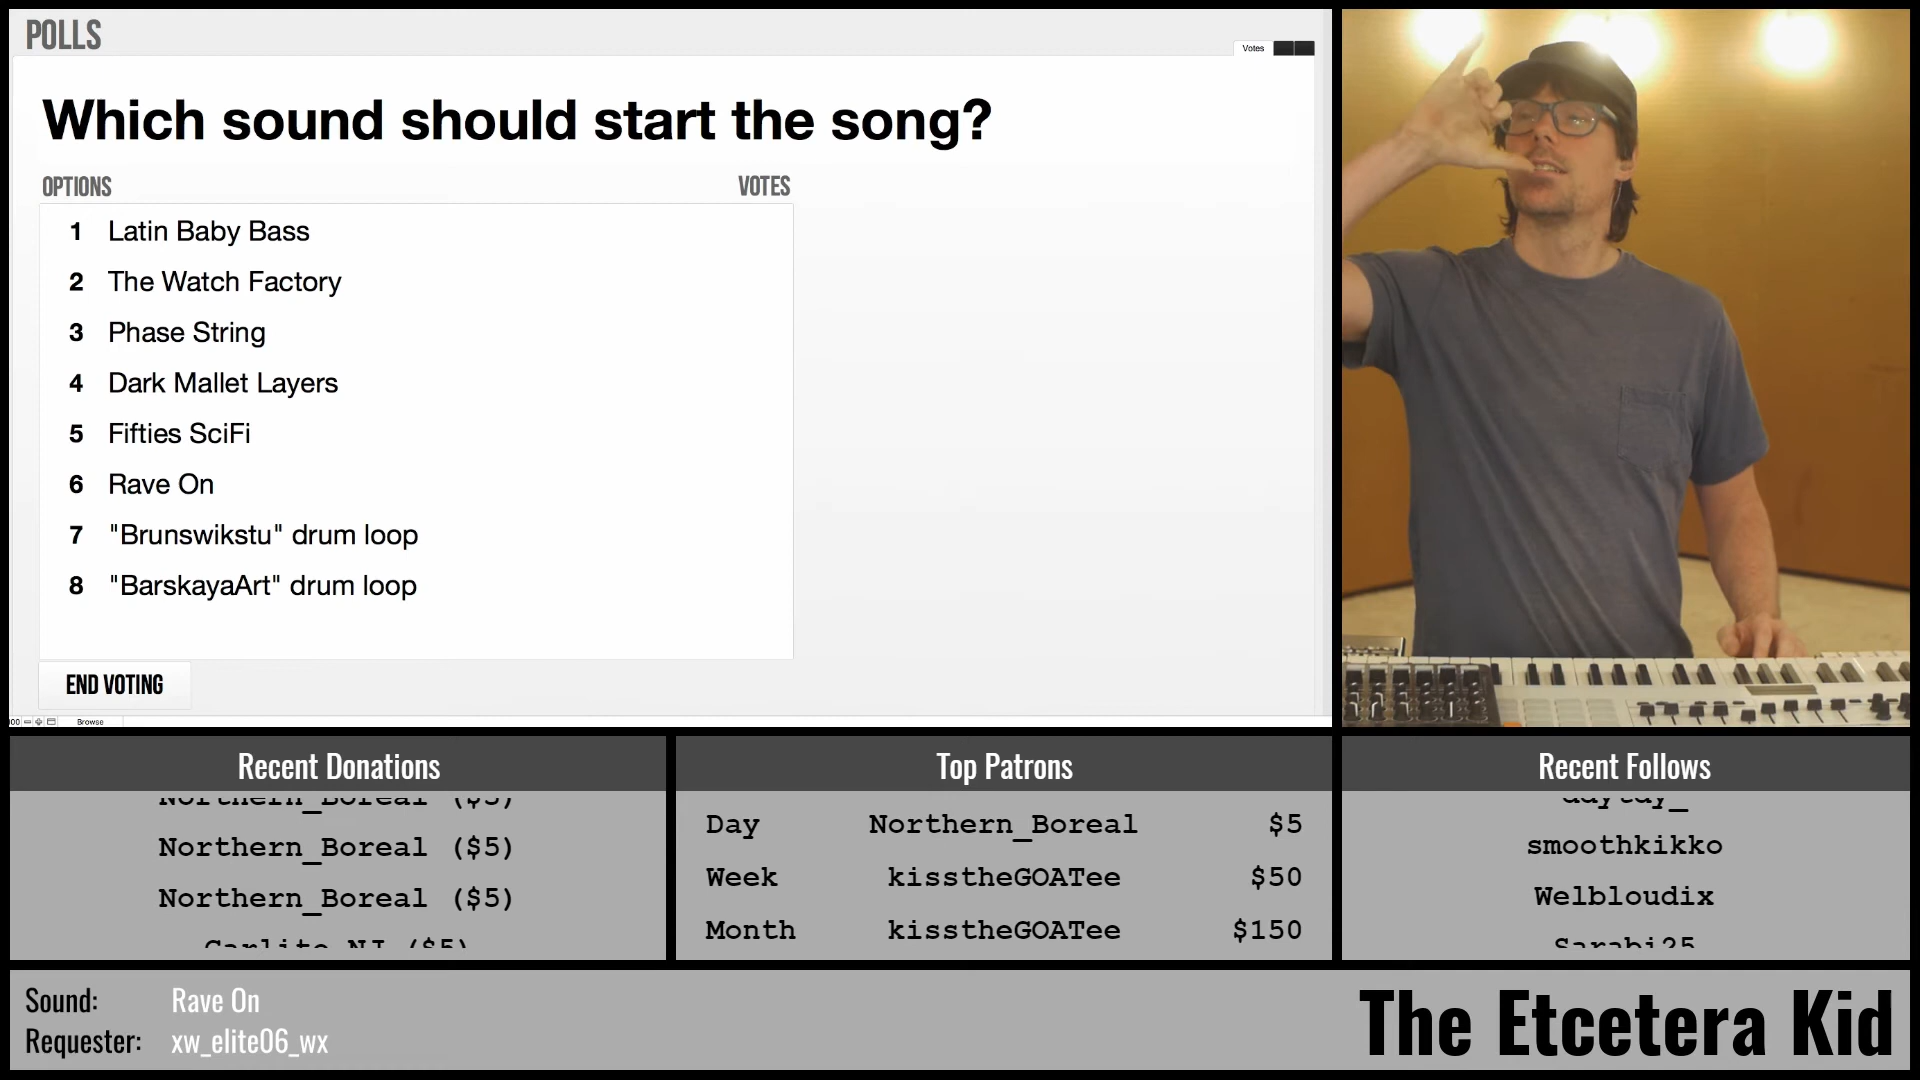 POLLS
Votes
Which sound should start the song?
OPTIONS VOTES
1 Latin Baby Bass
2 The Watch Factory
3 Phase String
4 Dark Mallet Layers
5 Fifties SciFi
6 Rave On
7 "Brunswikstu" drum loop
8 "BarskayaArt" drum loop
END VOTING
Browse
Recent Donations
Northern_Boreal ($5)
Northern_Boreal ($5)
Northern_Boreal ($5)
Top Patrons
Day Northern_Boreal $5
Week kisstheGOATee $50
Month kisstheGOATee $150
Recent Follows
smoothkikko
Welbloudix
Sarabi25
Sound: Rave On
Requester: xw_elite06_wx
The Etcetera Kid